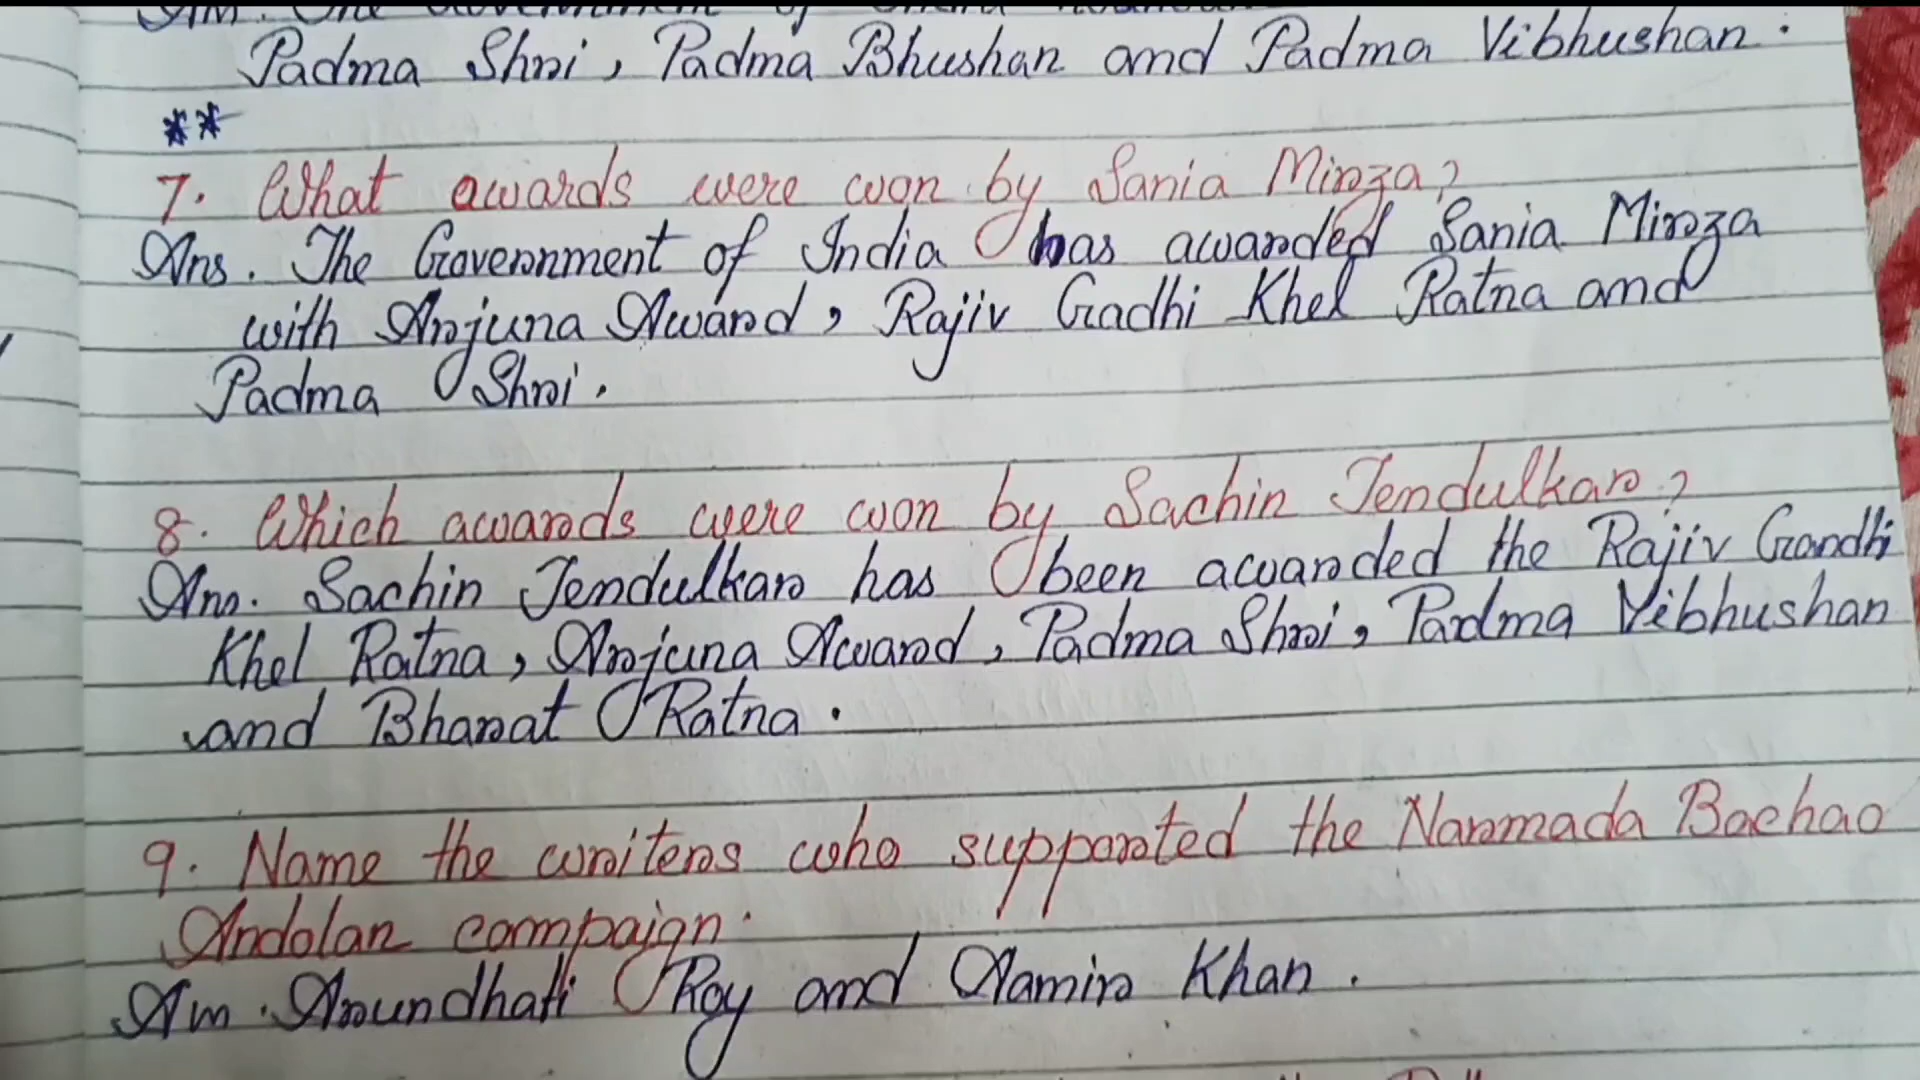 Padma Shri, Padma Bhushan and Padma Vibhushan.
**
7. What awards were won by Sania Mirza?
Ans. The Government of India has awarded Sania Mirza
with Arjuna Award, Rajiv Gadhi Khel Ratna and
Padma Shri.
8. Which awards were won by Sachin Tendulkar?
Ans. Sachin Tendulkar has been awarded the Rajiv Gandhi
Khel Ratna, Arjuna Award, Padma Shri, Padma Vibhushan
and Bharat Ratna.
9. Name the writers who supported the Narmada Bachao
Andolan campaign.
Ans. Arundhati Roy and Aamir Khan.